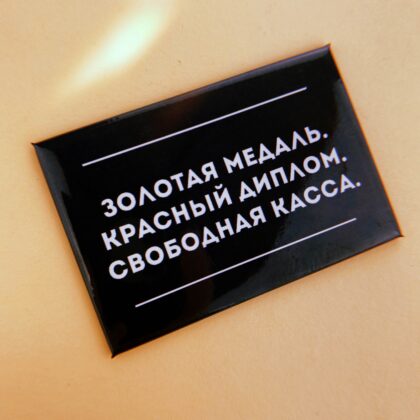 ЗОЛОТАЯ МЕДАЛЬ.
КРАСНЫЙ ДИПЛОМ.
СВОБОДНАЯ КАССА.